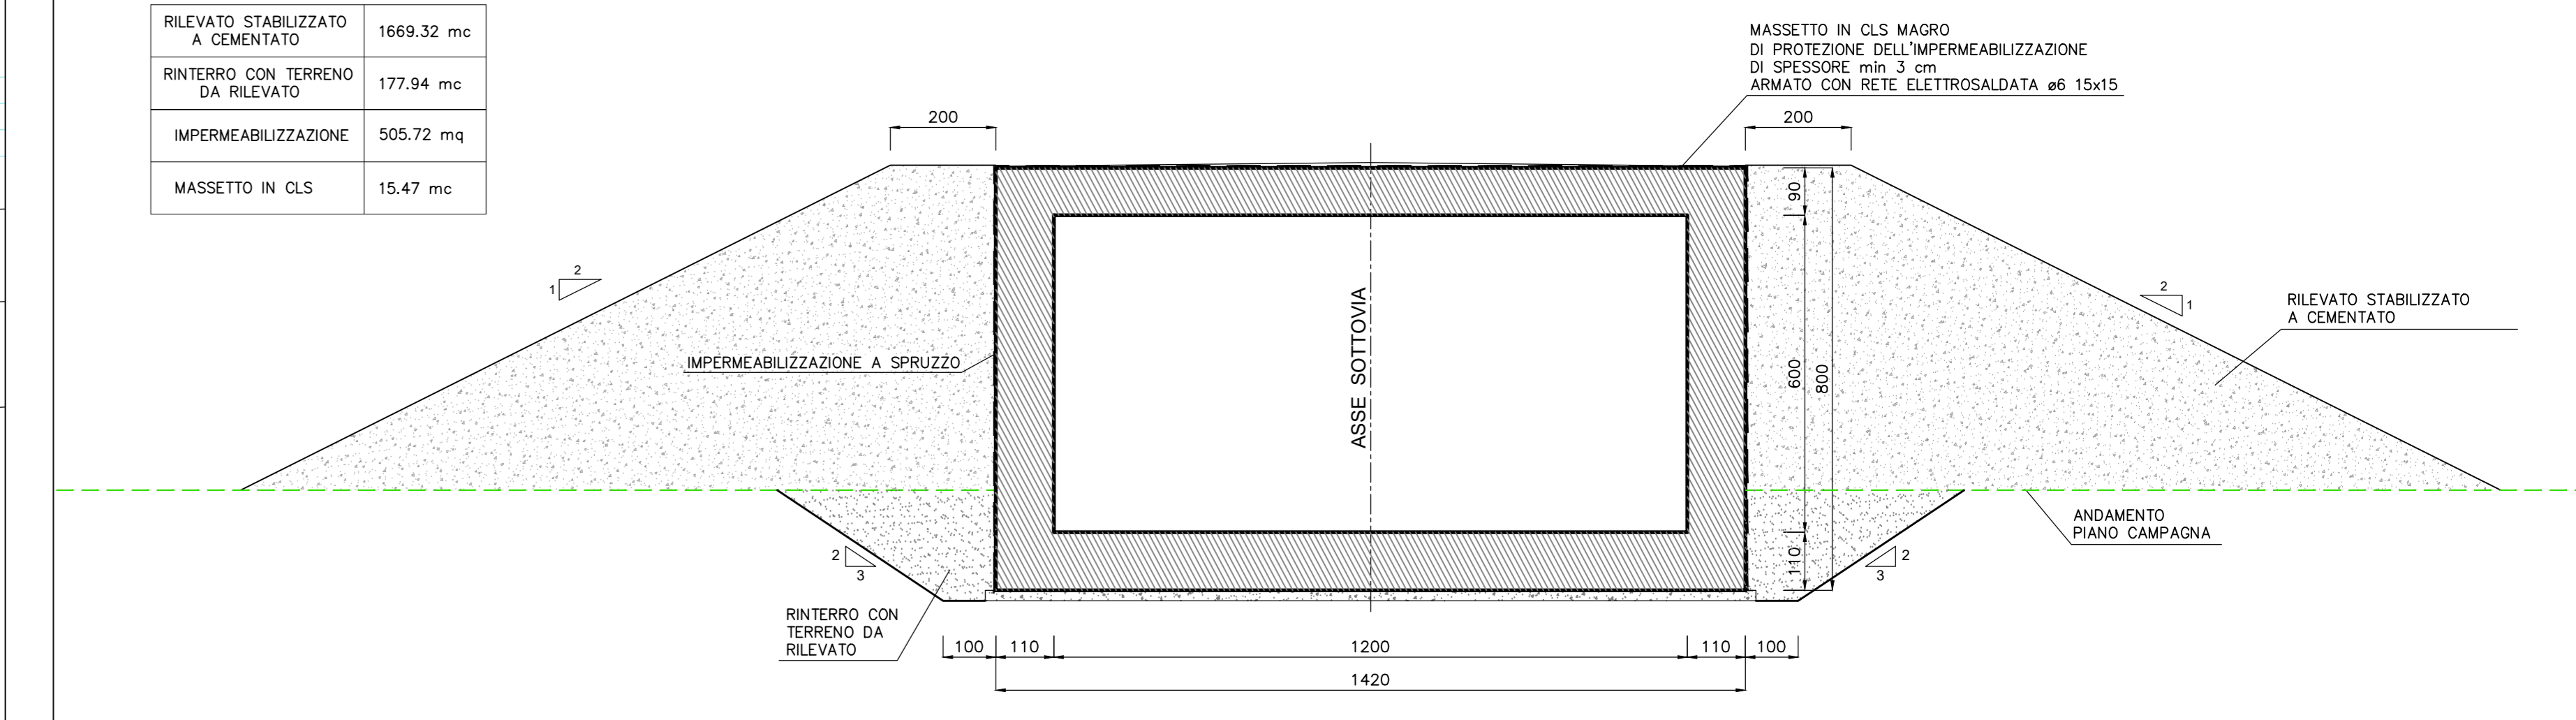 RILEVATO STABILIZZATO
A CEMENTATO
1669.32 mc
RINTERRO CON TERRENO
DA RILEVATO
177.94 mc
IMPERMEABILIZZAZIONE
505.72 mq
MASSETTO IN CLS
15.47 mc
MASSETTO IN CLS MAGRO
DI PROTEZIONE DELL'IMPERMEABILIZZAZIONE
DI SPESSORE min 3 cm
ARMATO CON RETE ELETTROSALDATA ø6 15x15
200
200
90
2
1
2
1
RILEVATO STABILIZZATO
A CEMENTATO
IMPERMEABILIZZAZIONE A SPRUZZO
ASSE SOTTOVIA
600
800
110
ANDAMENTO
PIANO CAMPAGNA
2
3
2
3
RINTERRO CON
TERRENO DA
RILEVATO
100
110
1200
110
100
1420